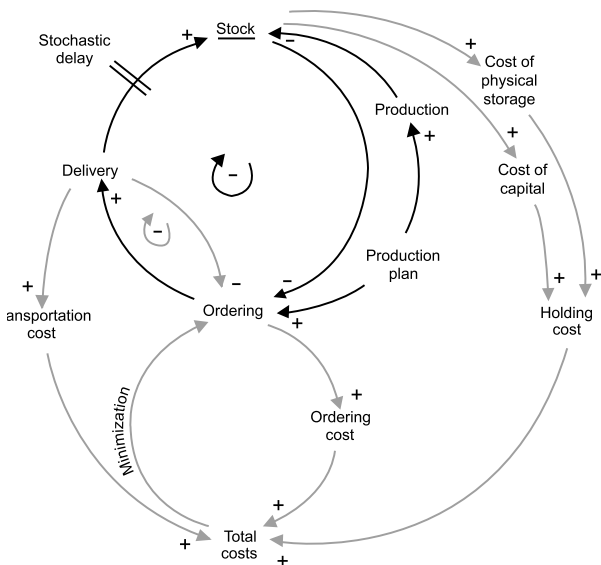 Stock
Stochastic
delay
+
−
+
Cost of
physical
storage
Production
+
+
Cost of
capital
Delivery
+
−
−
Production
plan
+
−
−
+
+
ansportation
cost
Ordering
+
Holding
cost
Minimization
+
Ordering
cost
+
Total
costs
+
+